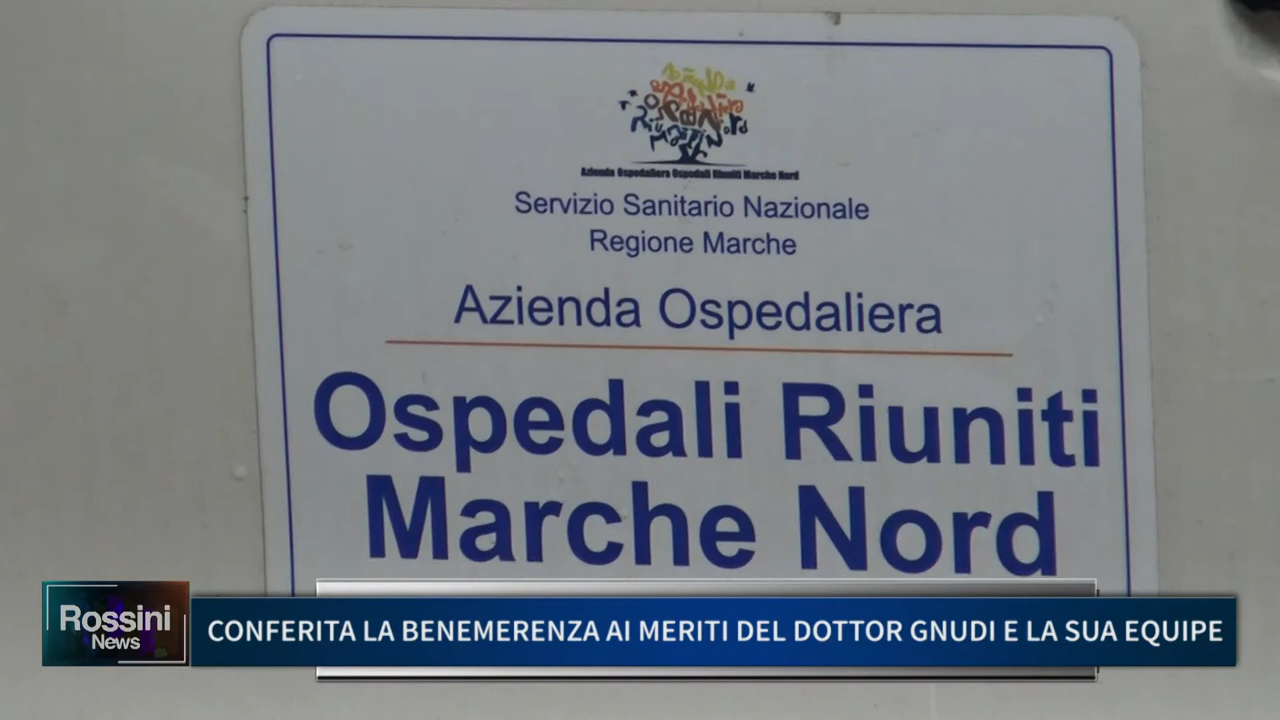 Azienda Ospedaliera Ospedali Riuniti Marche Nord
Servizio Sanitario Nazionale
Regione Marche
Azienda Ospedaliera
Ospedali Riuniti
Marche Nord
Rossini
News
CONFERITA LA BENEMERENZA AI MERITI DEL DOTTOR GNUDI E LA SUA EQUIPE